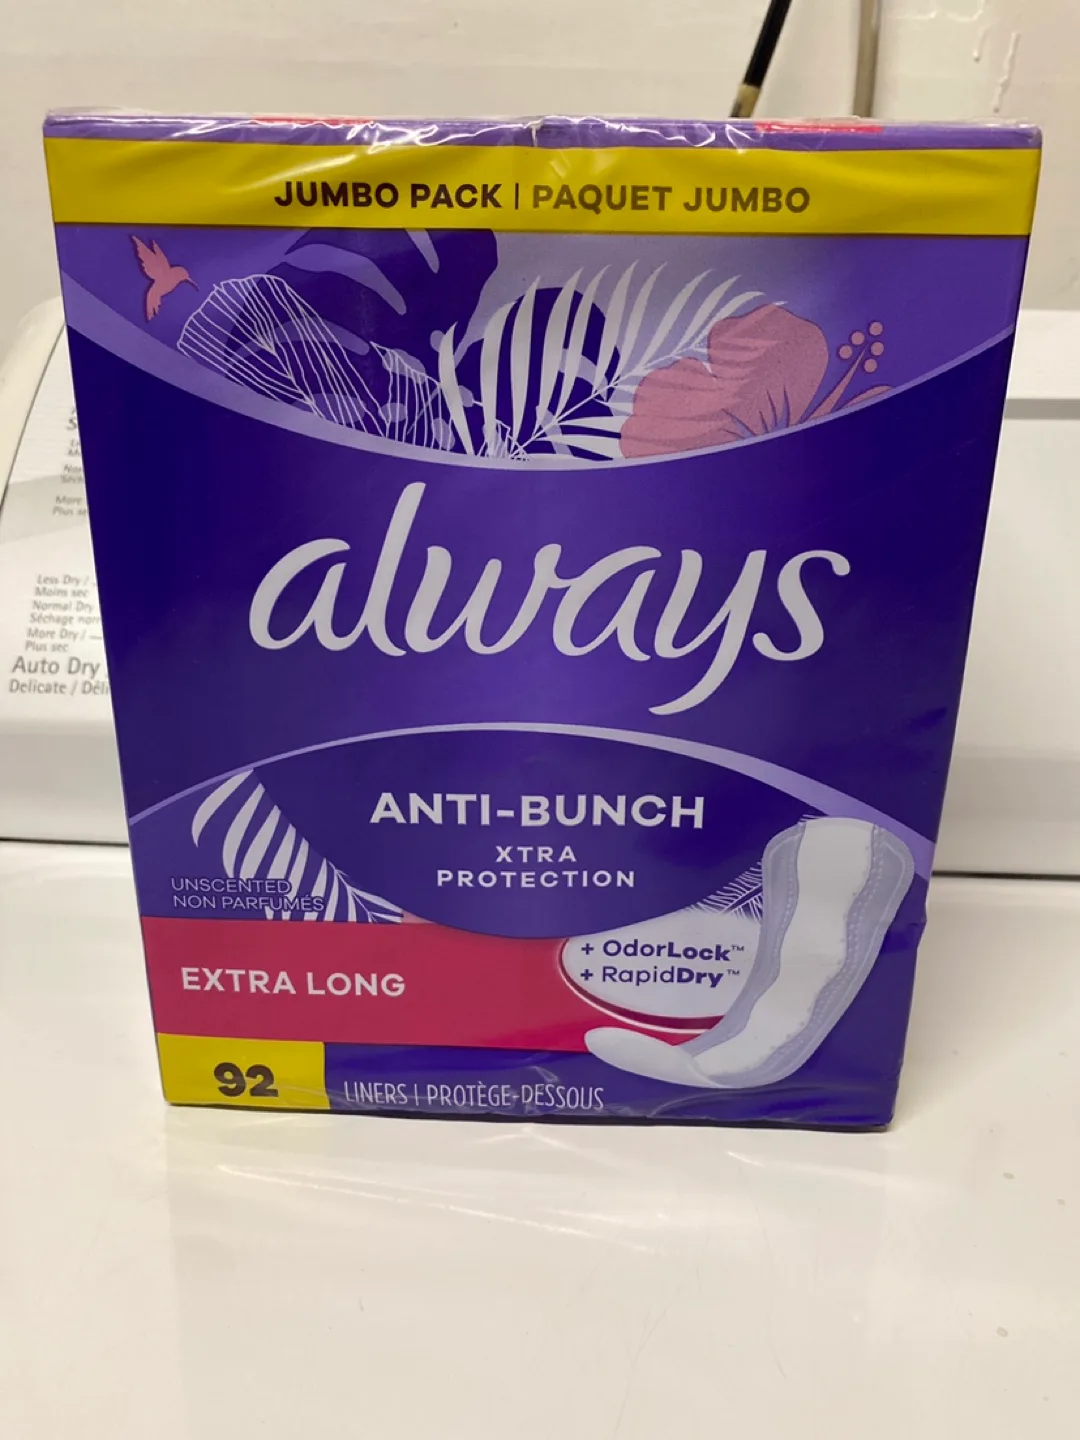 JUMBO PACK | PAQUET JUMBO
always
ANTI-BUNCH
XTRA
PROTECTION
UNSCENTED
NON PARFUMÉS
+ OdorLock™
+ RapidDry™
EXTRA LONG
92
LINERS | PROTÈGE-DESSOUS
Less Dry /
Moins sec
Normal Dry
Séchage
More Dry /
Plus sec
Auto Dry
Delicate /